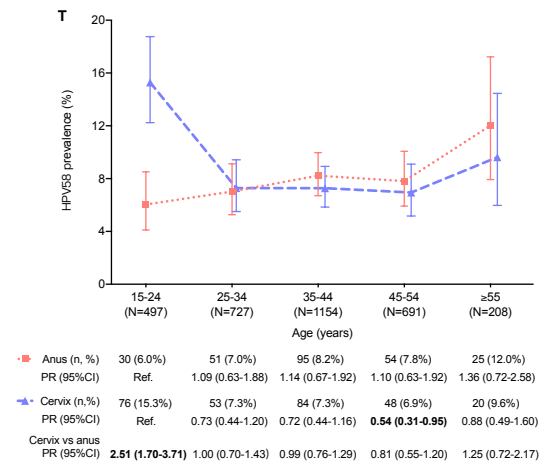 T
HPV58 prevalence (%)
20
16
12
8
4
0
15-24 25-34 35-44 45-54 ≥55
(N=497) (N=727) (N=1154) (N=691) (N=208)
Age (years)
Anus (n, %) 30 (6.0%) 51 (7.0%) 95 (8.2%) 54 (7.8%) 25 (12.0%)
PR (95%CI) Ref. 1.09 (0.63-1.88) 1.14 (0.67-1.92) 1.10 (0.63-1.92) 1.36 (0.72-2.58)
Cervix (n,%) 76 (15.3%) 53 (7.3%) 84 (7.3%) 48 (6.9%) 20 (9.6%)
PR (95%CI) Ref. 0.73 (0.44-1.20) 0.72 (0.44-1.16) 0.54 (0.31-0.95) 0.88 (0.49-1.60)
Cervix vs anus
PR (95%CI) 2.51 (1.70-3.71) 1.00 (0.70-1.43) 0.99 (0.76-1.29) 0.81 (0.55-1.20) 1.25 (0.72-2.17)